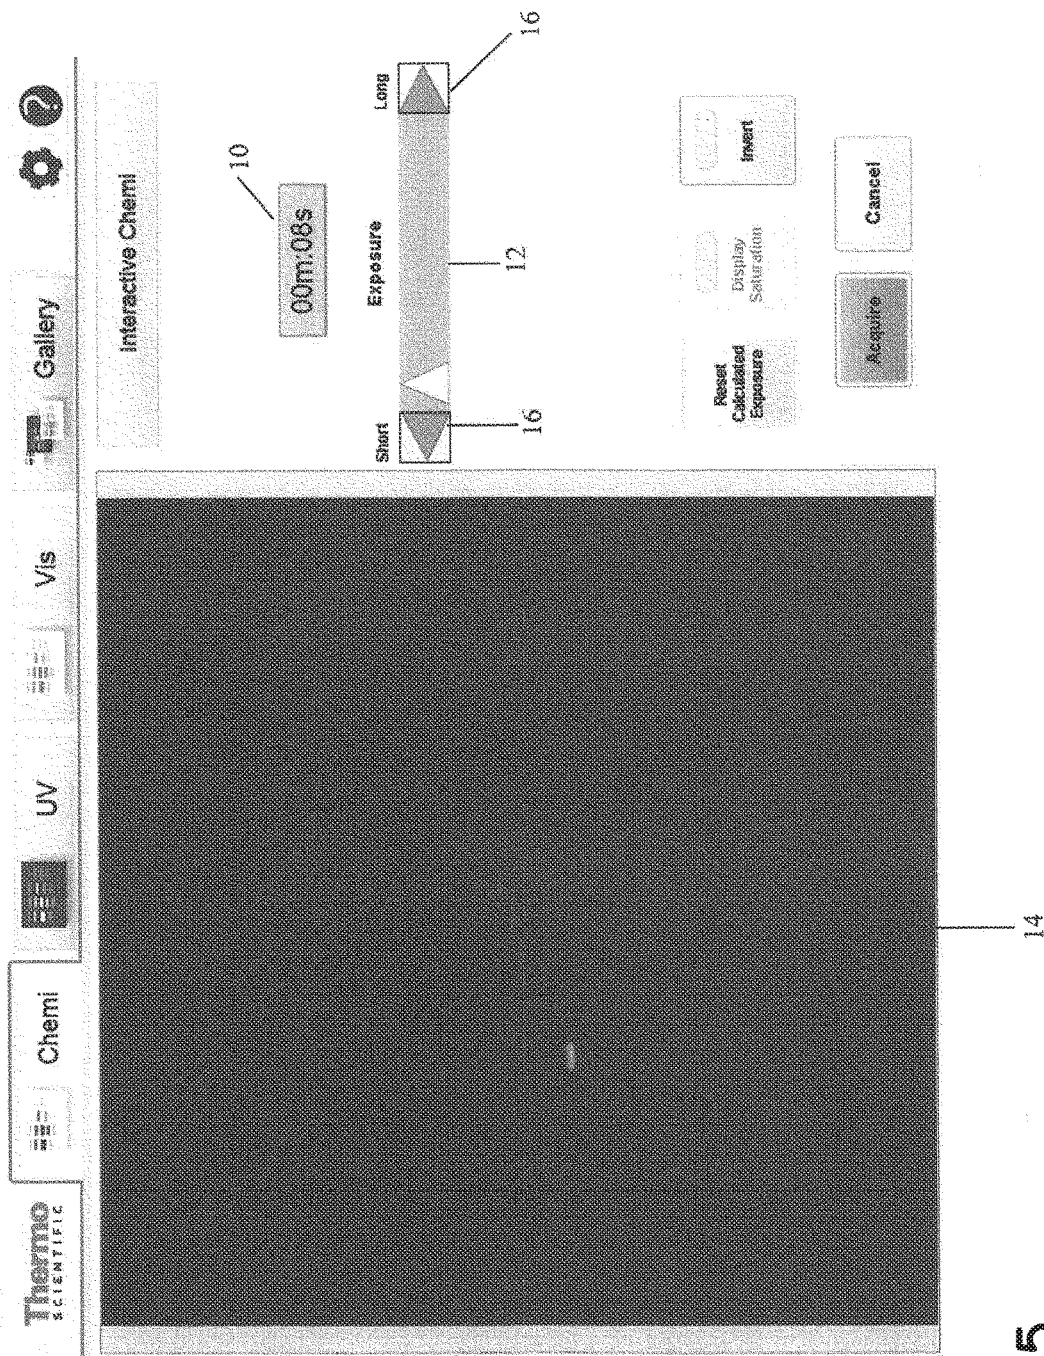 Thermo
SCIENTIFIC
Chemi
UV
Vis
Gallery
?
Interactive Chemi
10
00m:08s
Exposure
Short
Long
16
12
16
Reset
Calculated
Exposure
Display
Saturation
Invert
Acquire
Cancel
14
5